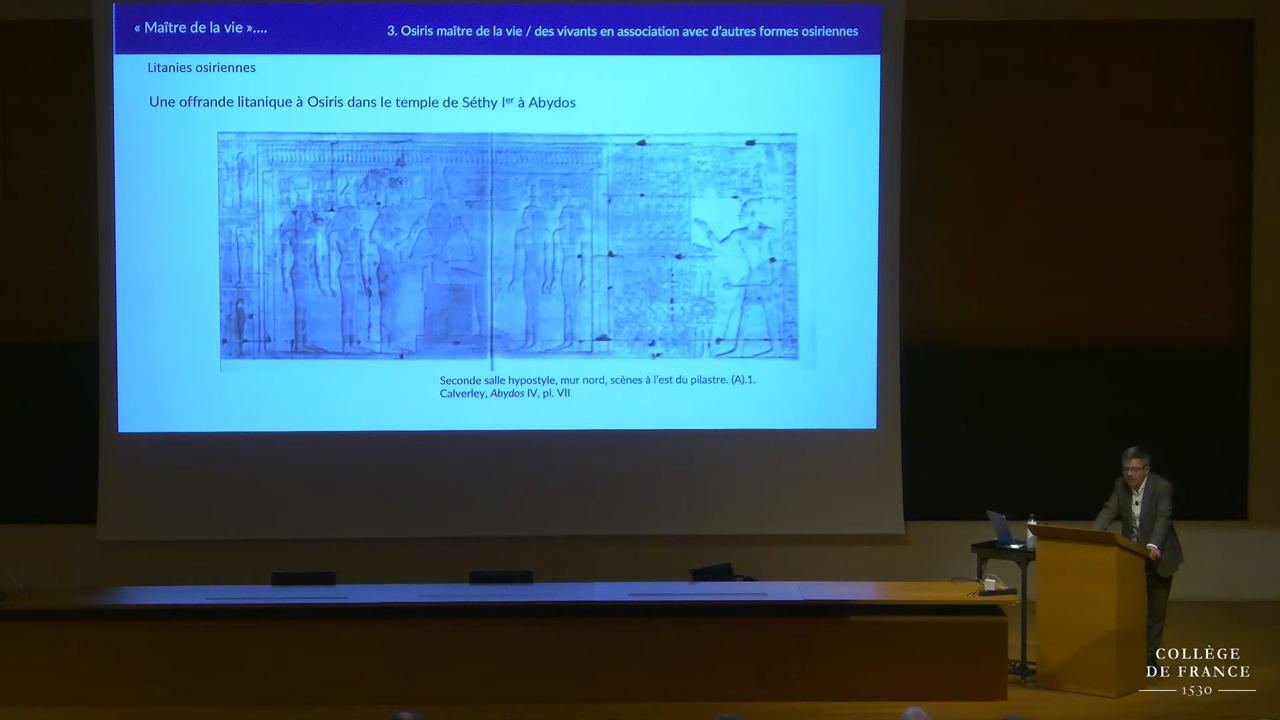 « Maître de la vie »....
3. Osiris maître de la vie / des vivants en association avec d'autres formes osiriennes
Litanies osiriennes
Une offrande litanique à Osiris dans le temple de Séthy Iᵉʳ à Abydos
Seconde salle hypostyle, mur nord, scènes à l'est du pilastre. (A).1.
Calverley, Abydos IV, pl. VII
COLLÈGE
DE FRANCE
1530